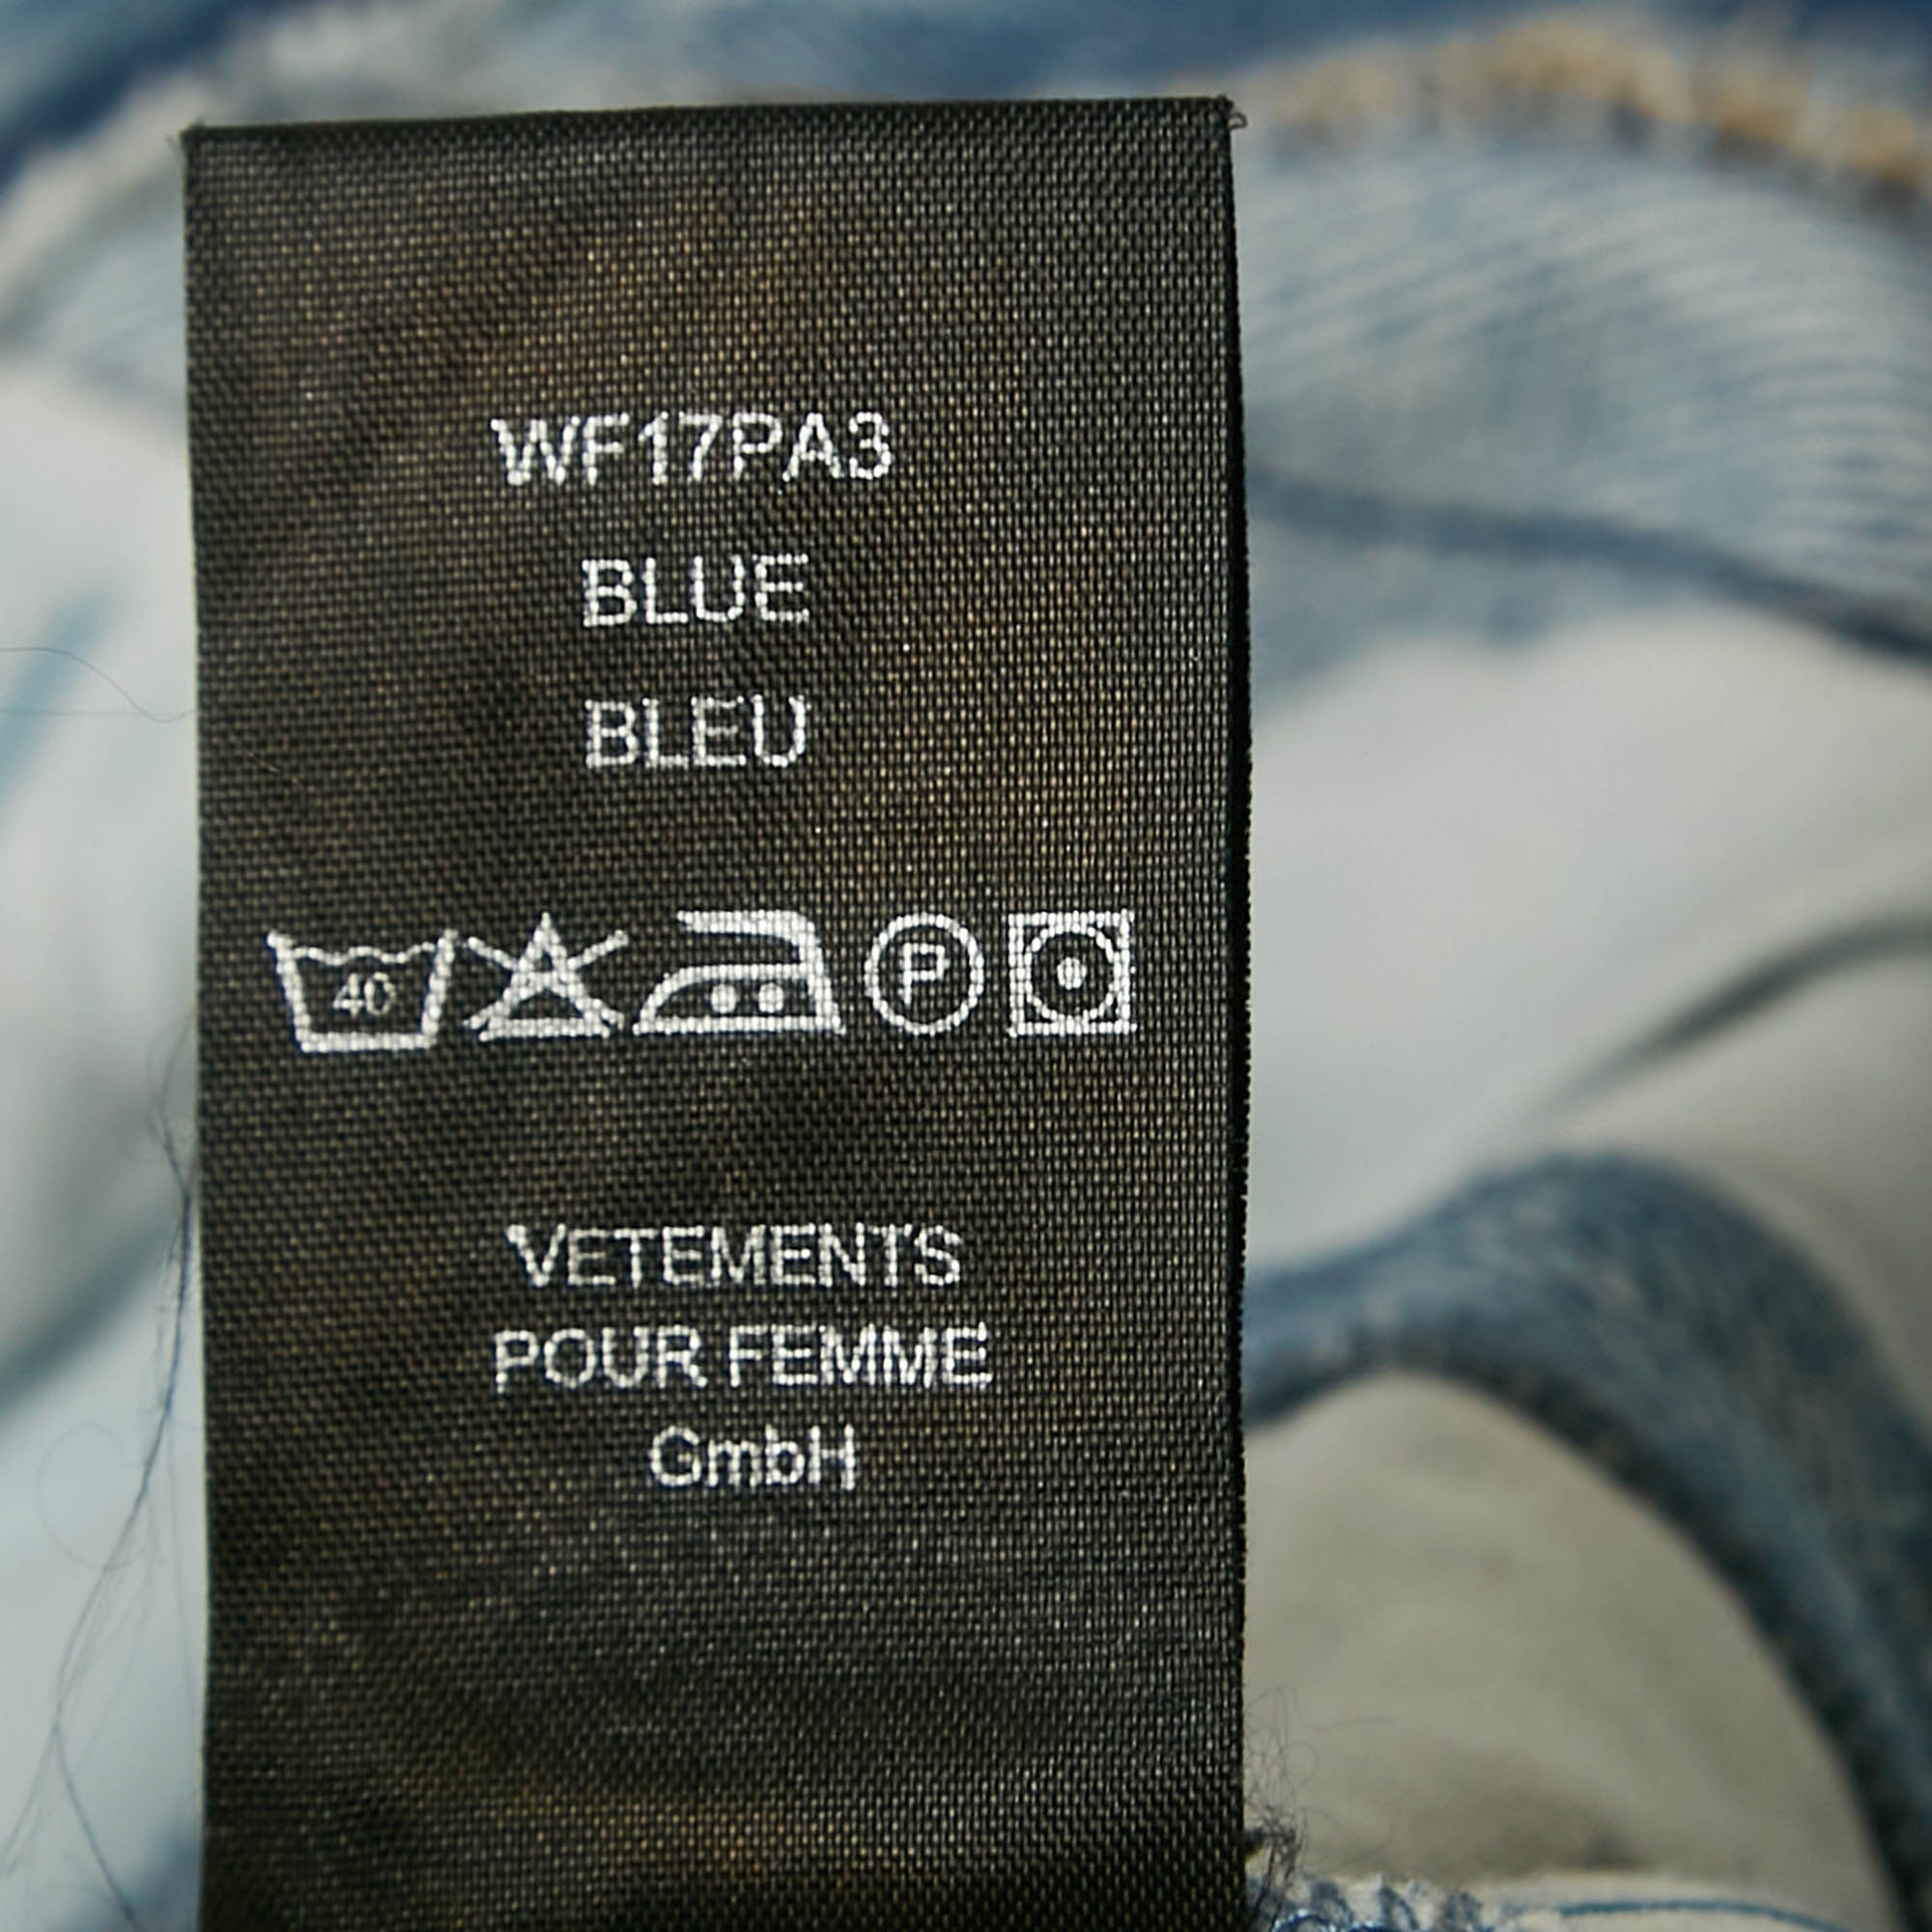 WF17PA3
BLUE
BLEU
40
P
VETEMENTS
POUR FEMME
GmbH